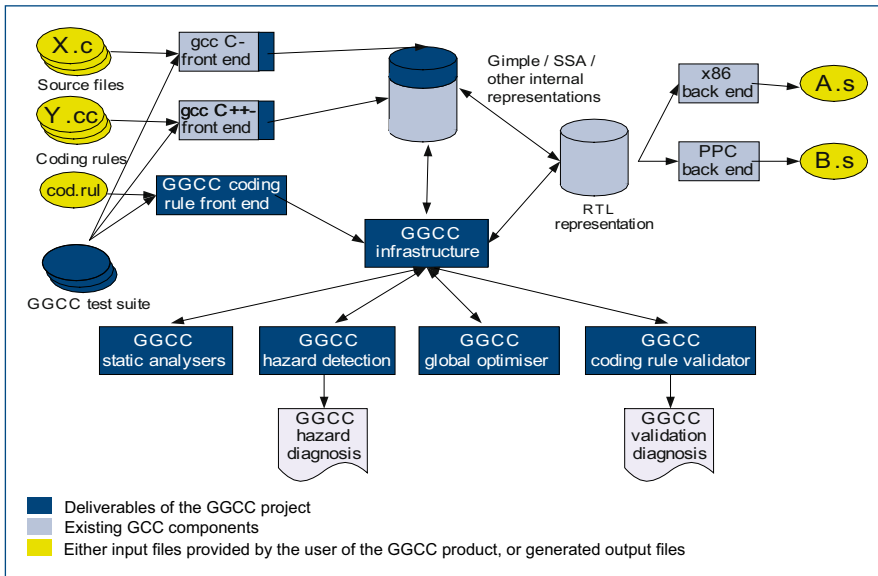 X.c
Source files
Y.cc
Coding rules
cod.rul
GGCC test suite
gcc C-
front end
gcc C++-
front end
GGCC coding
rule front end
Gimple / SSA /
other internal
representations
RTL
representation
x86
back end
PPC
back end
A.s
B.s
GGCC
infrastructure
GGCC
static analysers
GGCC
hazard detection
GGCC
global optimiser
GGCC
coding rule validator
GGCC
hazard
diagnosis
GGCC
validation
diagnosis
Deliverables of the GGCC project
Existing GCC components
Either input files provided by the user of the GGCC product, or generated output files